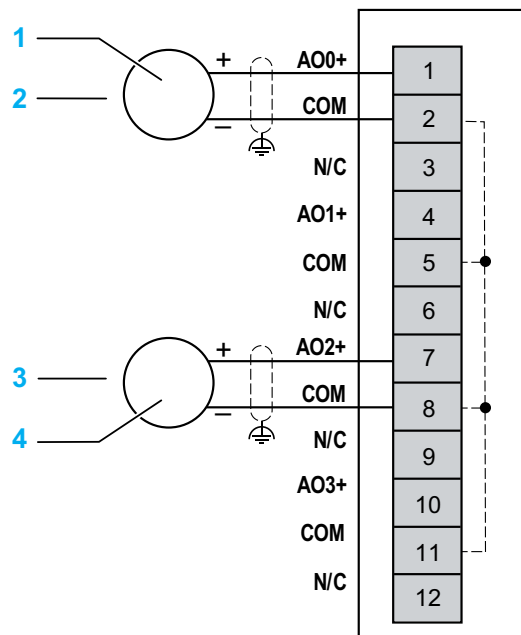 1
+ AO0+ 1
2
COM 2
−
N/C 3
AO1+ 4
COM 5
N/C 6
+ AO2+ 7
3
COM 8
−
4
N/C 9
AO3+ 10
COM 11
N/C 12